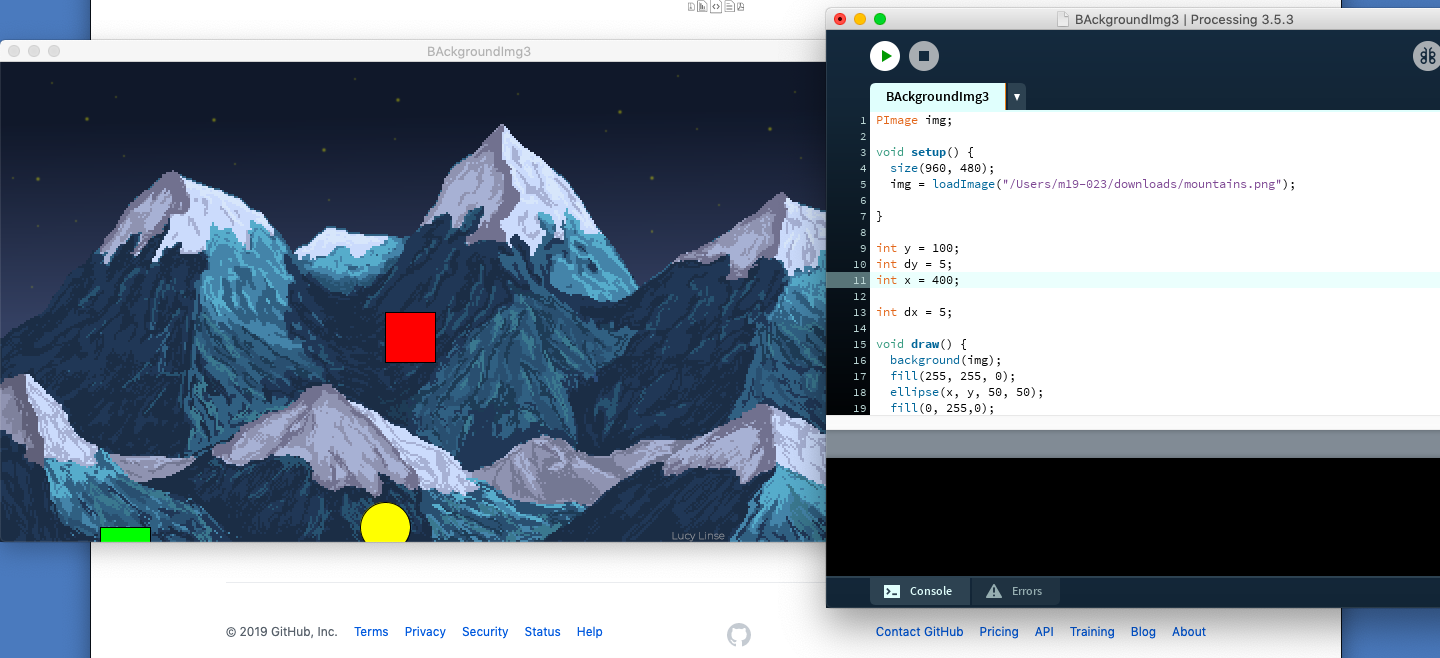 BAckgroundImg3
Lucy Linse
BAckgroundImg3 | Processing 3.5.3
BAckgroundImg3 ▼
1 PImage img;
2
3 void setup() {
4   size(960, 480);
5   img = loadImage("/Users/m19-023/downloads/mountains.png");
6
7 }
8
9 int y = 100;
10 int dy = 5;
11 int x = 400;
12
13 int dx = 5;
14
15 void draw() {
16   background(img);
17   fill(255, 255, 0);
18   ellipse(x, y, 50, 50);
19   fill(0, 255,0);
Console Errors
© 2019 GitHub, Inc. Terms Privacy Security Status Help Contact GitHub Pricing API Training Blog About